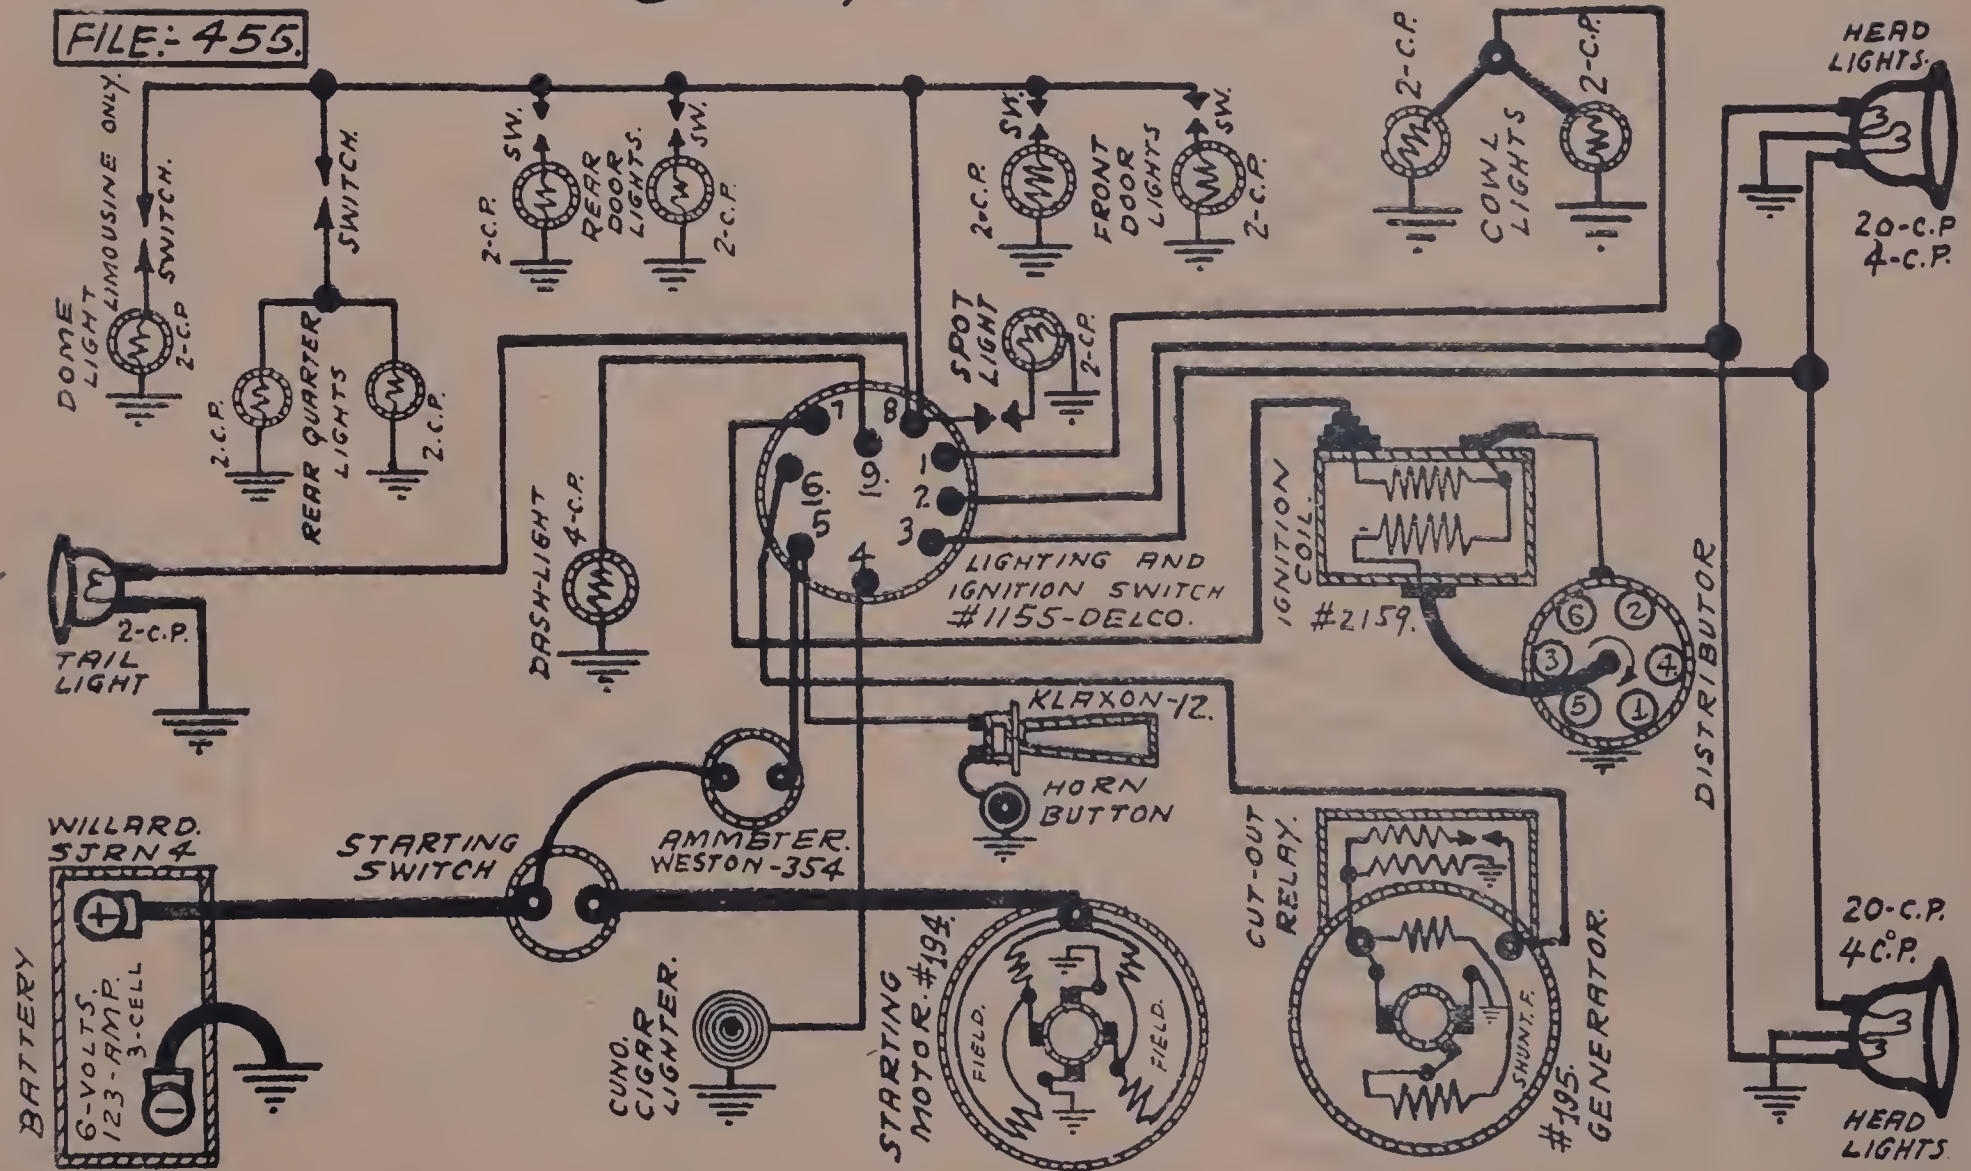 FILE:- 455.
DOME
LIGHT
LIMOUSINE ONLY.
SWITCH.
2-C.P
SWITCH.
2.C.P.
REAR QUARTER
LIGHTS
2.C.P.
SW.
2-C.P.
REAR
DOOR
LIGHTS.
SW.
2-C.P.
SW.
2-C.P.
FRONT
DOOR
LIGHTS
SW.
2-C.P.
2-C.P.
2-C.P.
COWL
LIGHTS
HEAD
LIGHTS.
20-C.P
4-C.P.
SPOT
LIGHT
2-C.P.
TAIL
LIGHT
2-C.P.
DASH-LIGHT
4-C.P.
7
8
9.
1
6.
2
5
3
4
LIGHTING AND
IGNITION SWITCH
#1155-DELCO.
IGNITION
COIL.
#2159.
6
2
3
4
5
1
DISTRIBUTOR
KLAXON-12.
HORN
BUTTON
AMMETER.
WESTON-354
STARTING
SWITCH
WILLARD.
SJRN4
+
-
BATTERY
6-VOLTS.
123-AMP.
3-CELL
CUNO.
CIGAR
LIGHTER.
STARTING
MOTOR.#194.
FIELD.
FIELD.
CUT-OUT
RELAY.
SHUNT.F.
#195.
GENERATOR.
20-C.P.
4 C.P.
HEAD
LIGHTS.